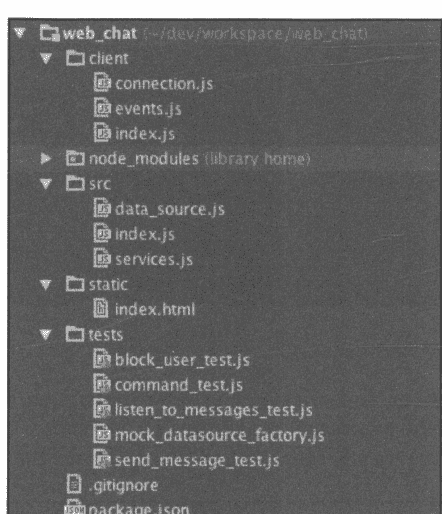 web_chat (~/dev/workspace/web_chat)
client
connection.js
events.js
index.js
node_modules (library home)
src
data_source.js
index.js
services.js
static
index.html
tests
block_user_test.js
command_test.js
listen_to_messages_test.js
mock_datasource_factory.js
send_message_test.js
.gitignore
package.json